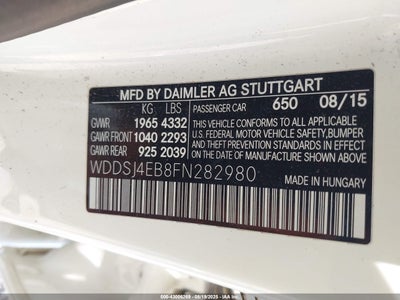 MFD BY DAIMLER AG STUTTGART
KG LBS PASSENGER CAR 650 08/15
GVWR 1965 4332
GAWR FRONT 1040 2293
GAWR REAR 925 2039
THIS VEHICLE CONFORMS TO ALL APPLICABLE
U.S. FEDERAL MOTOR VEHICLE SAFETY, BUMPER
AND THEFT PREVENTION STANDARDS IN EFFECT
ON THE DATE OF MANUFACTURE SHOWN ABOVE.
WDDSJ4EB8FN282980
MADE IN HUNGARY